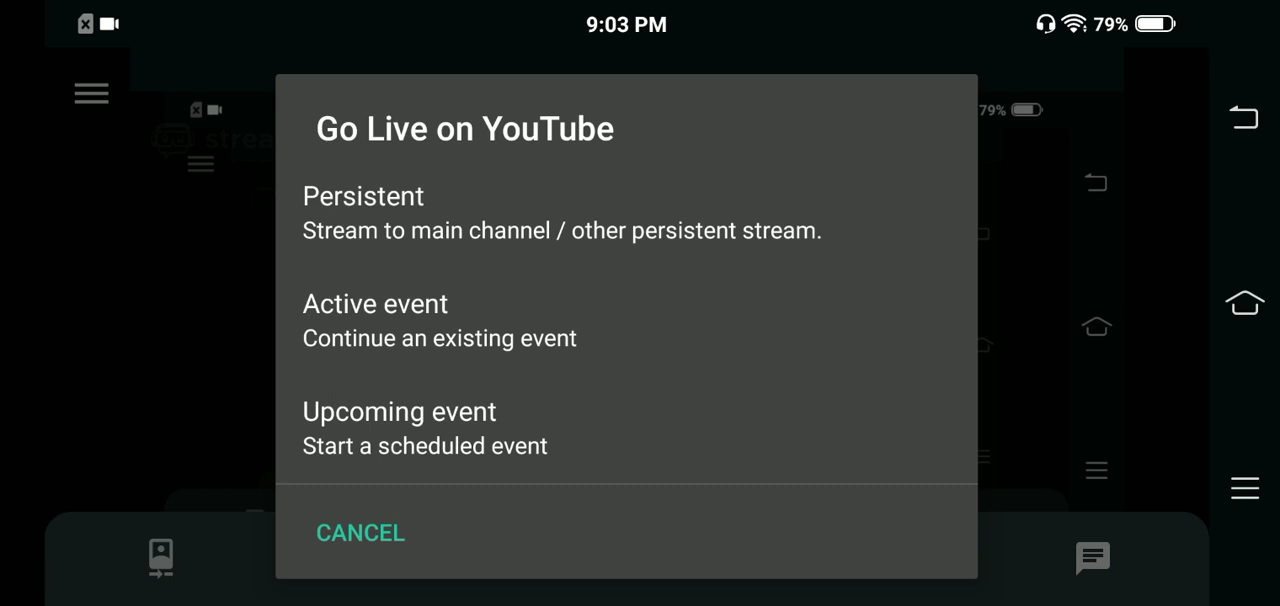 9:03 PM
79%
79%
strea
Go Live on YouTube
Persistent
Stream to main channel / other persistent stream.
Active event
Continue an existing event
Upcoming event
Start a scheduled event
CANCEL